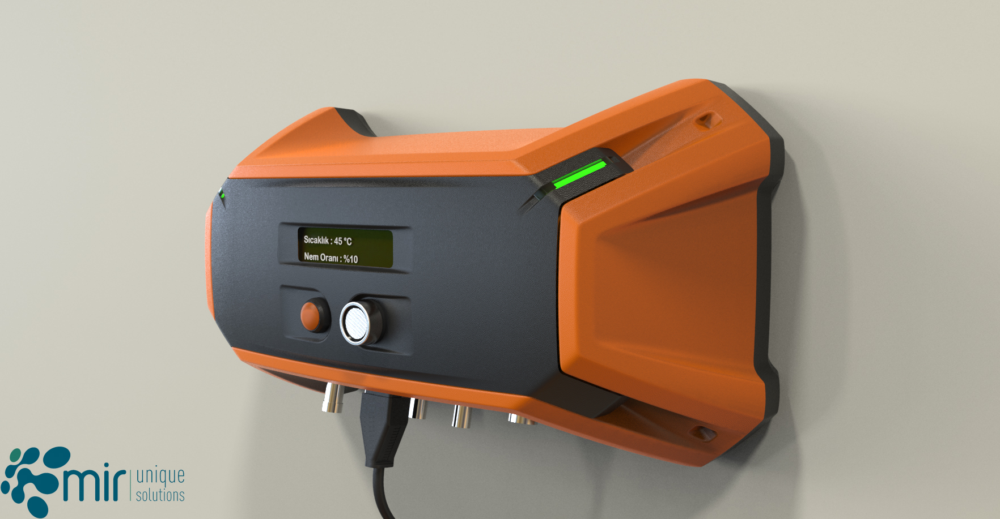 Sıcaklık : 45 °C
Nem Oranı : %10
mir
unique
solutions